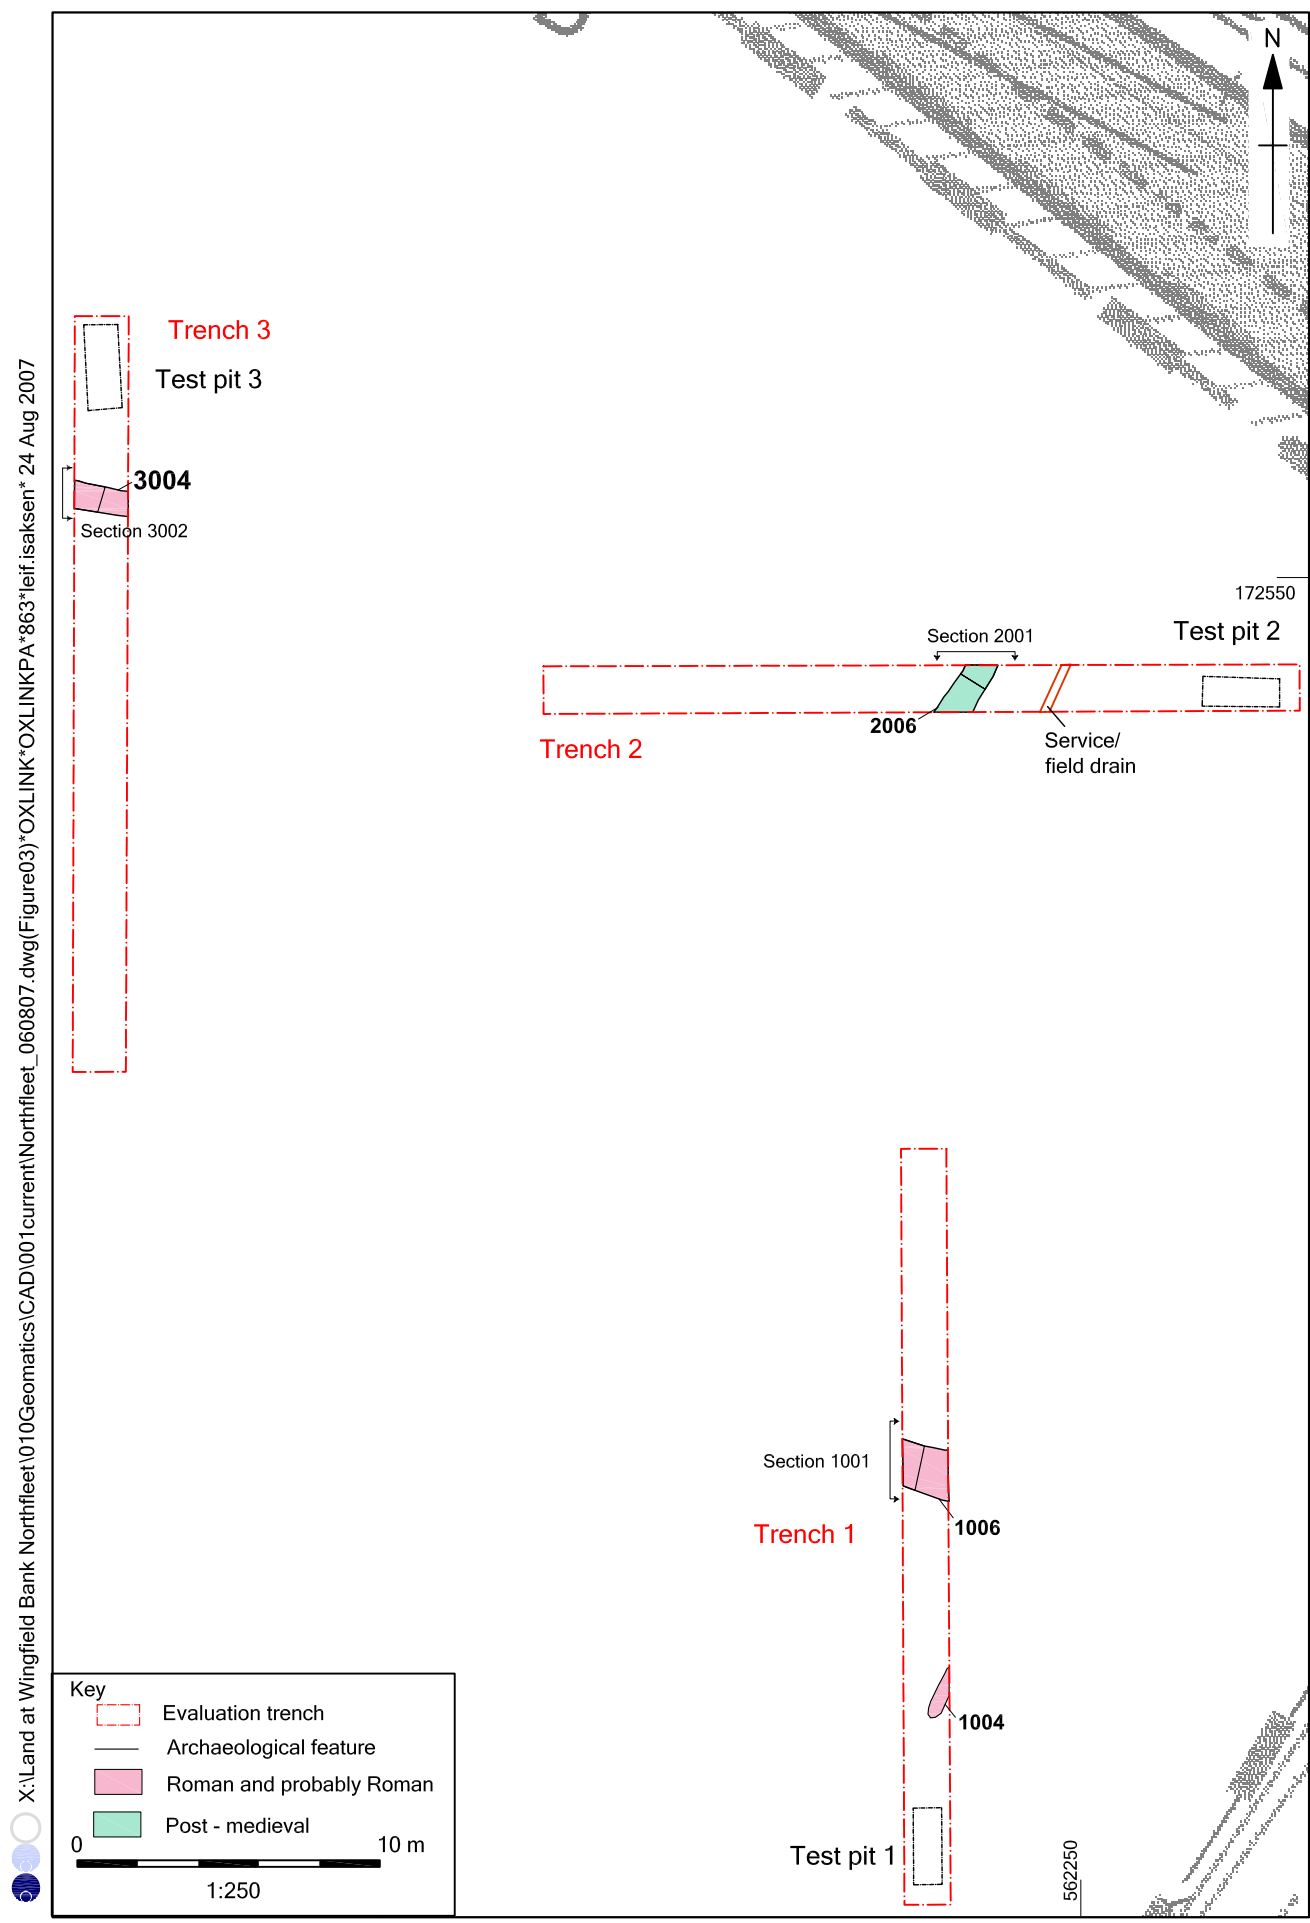 N
Trench 3
Test pit 3
3004
Section 3002
172550
Test pit 2
Section 2001
2006
Trench 2
Service/
field drain
Section 1001
Trench 1
1006
1004
Test pit 1
562250
Key
Evaluation trench
Archaeological feature
Roman and probably Roman
Post - medieval
0 10 m
1:250
X:\Land at Wingfield Bank Northfleet\010Geomatics\CAD\001current\Northfleet_060807.dwg(Figure03)*OXLINK*OXLINKPA*863*leif.isaksen* 24 Aug 2007